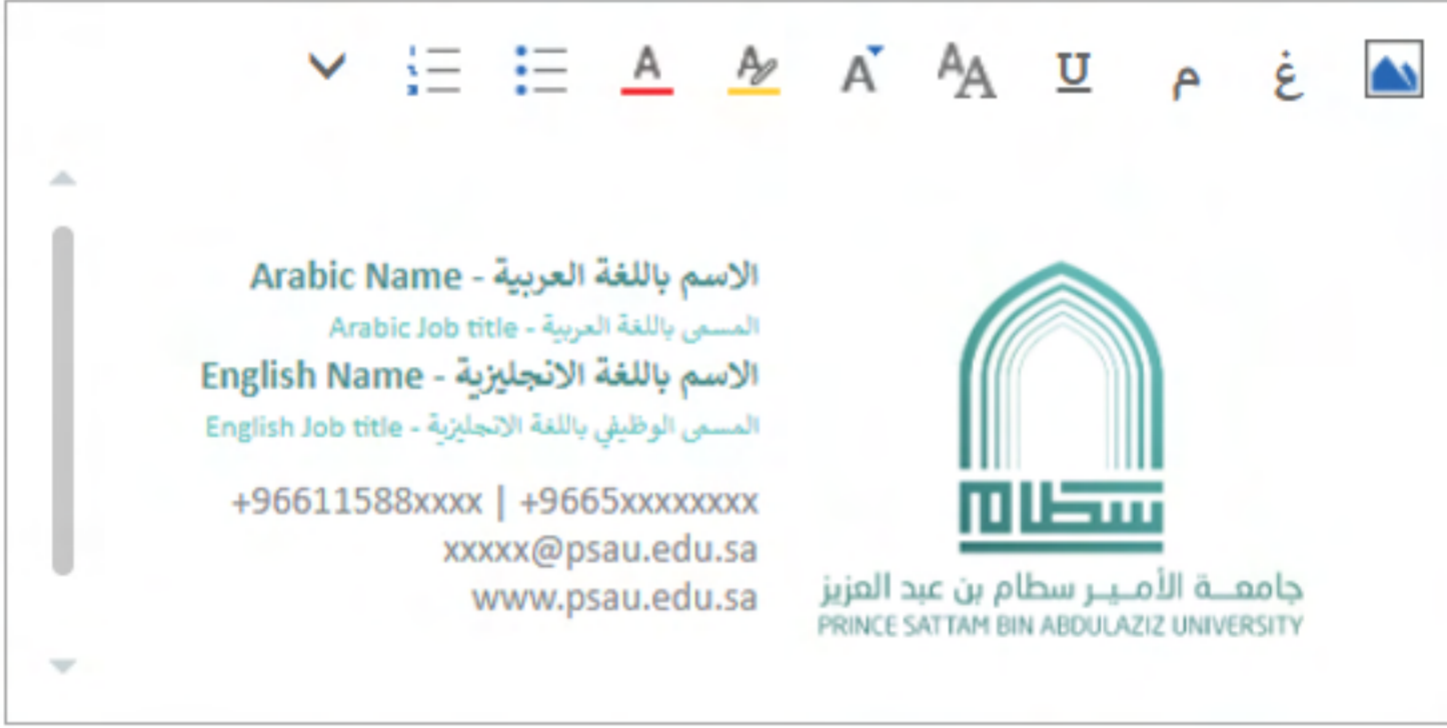 غ م U A A A A A
الاسم باللغة العربية - Arabic Name
المسمى باللغة العربية - Arabic Job title
الاسم باللغة الانجليزية - English Name
المسمى الوظيفي باللغة الانجليزية - English Job title
+96611588xxxx | +9665xxxxxxxx
xxxxx@psau.edu.sa
www.psau.edu.sa
سطام
جامعة الأمير سطام بن عبد العزيز
PRINCE SATTAM BIN ABDULAZIZ UNIVERSITY